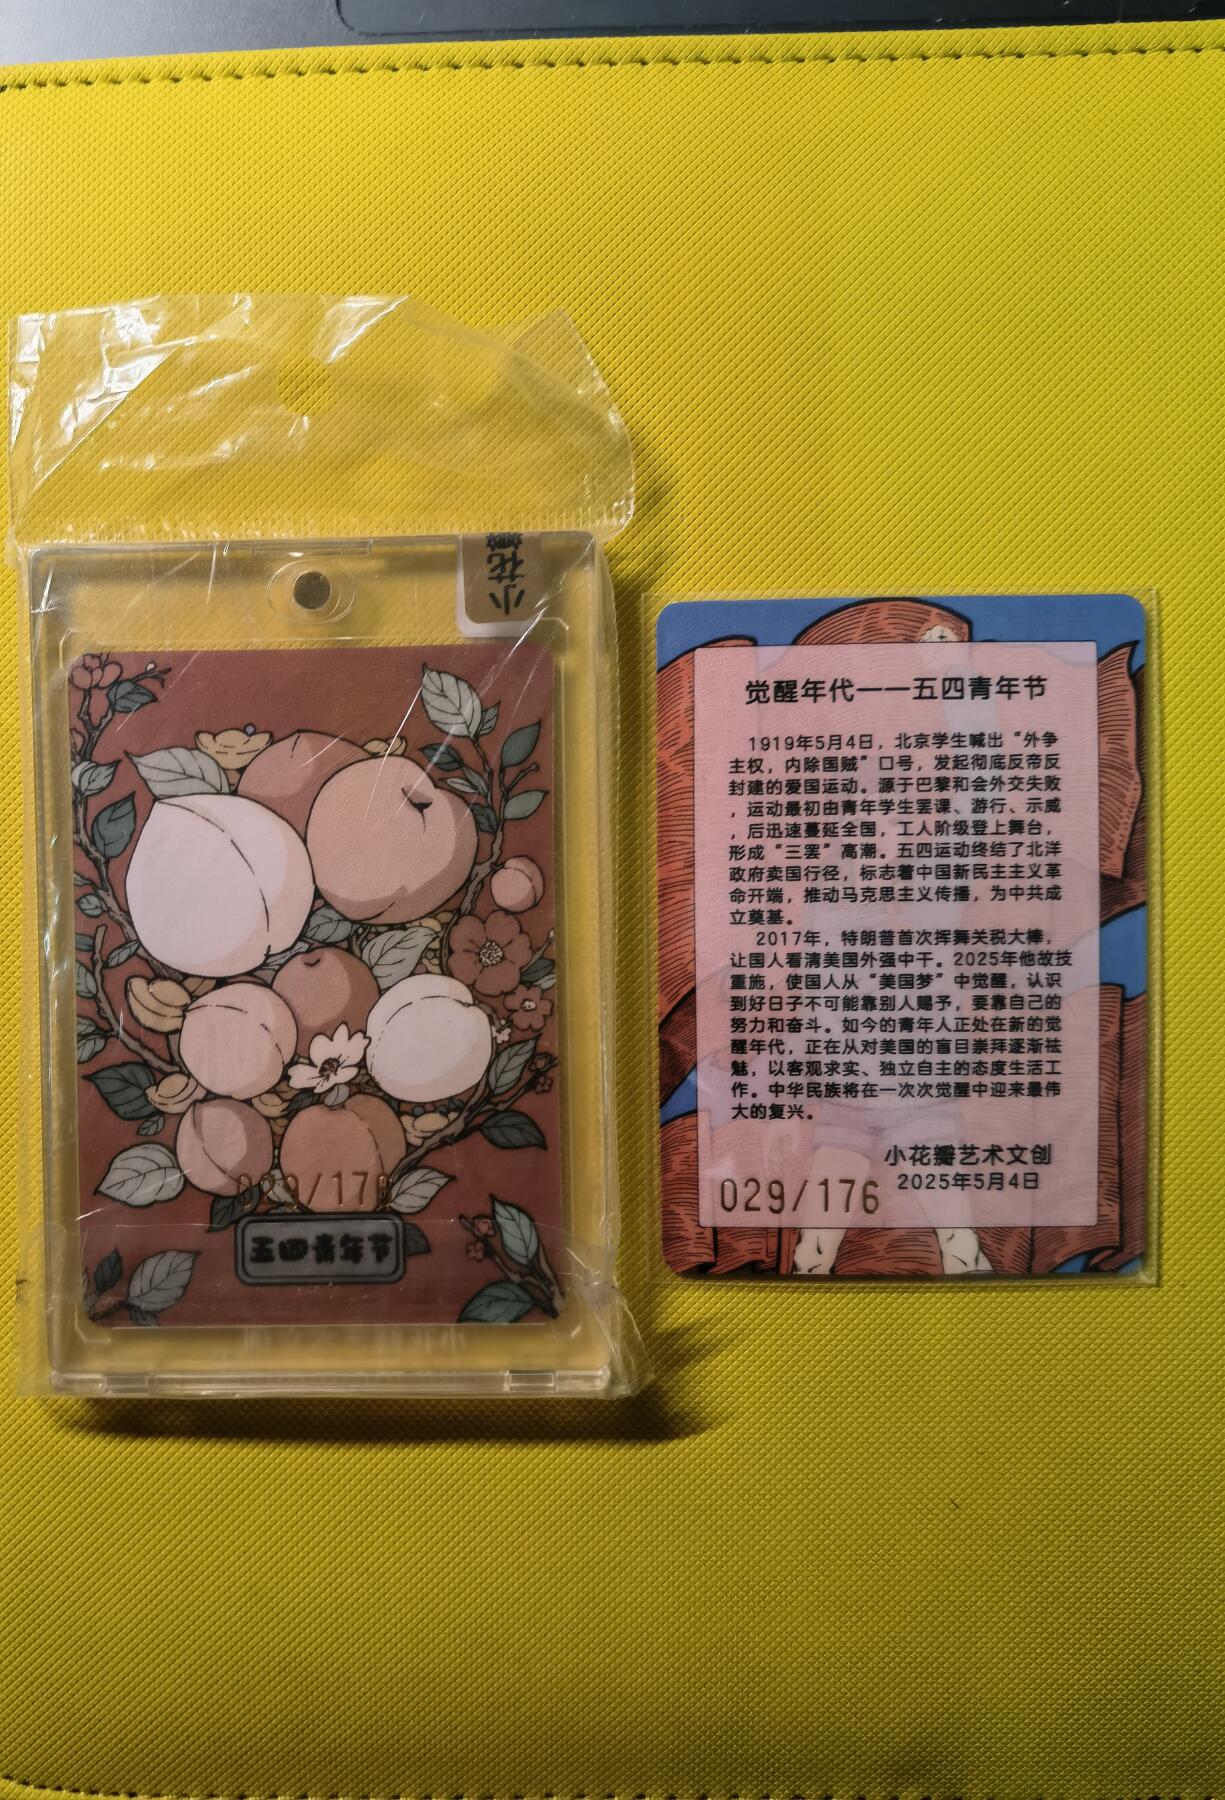 小花瓣
029/176
五四青年节
觉醒年代——五四青年节
1919年5月4日，北京学生喊出“外争
主权，内除国贼”口号，发起彻底反帝反
封建的爱国运动。源于巴黎和会外交失败
，运动最初由青年学生罢课、游行、示威
，后迅速蔓延全国，工人阶级登上舞台，
形成“三罢”高潮。五四运动终结了北洋
政府卖国行径，标志着中国新民主主义革
命开端，推动马克思主义传播，为中共成
立奠基。
2017年，特朗普首次挥舞关税大棒，
让国人看清美国外强中干。2025年他故技
重施，使国人从“美国梦”中觉醒，认识
到好日子不可能靠别人赐予，要靠自己的
努力和奋斗。如今的青年人正处在新的觉
醒年代，正在从对美国的盲目崇拜逐渐祛
魅，以客观求实、独立自主的态度生活工
作。中华民族将在一次次觉醒中迎来最伟
大的复兴。
小花瓣艺术文创
2025年5月4日
029/176